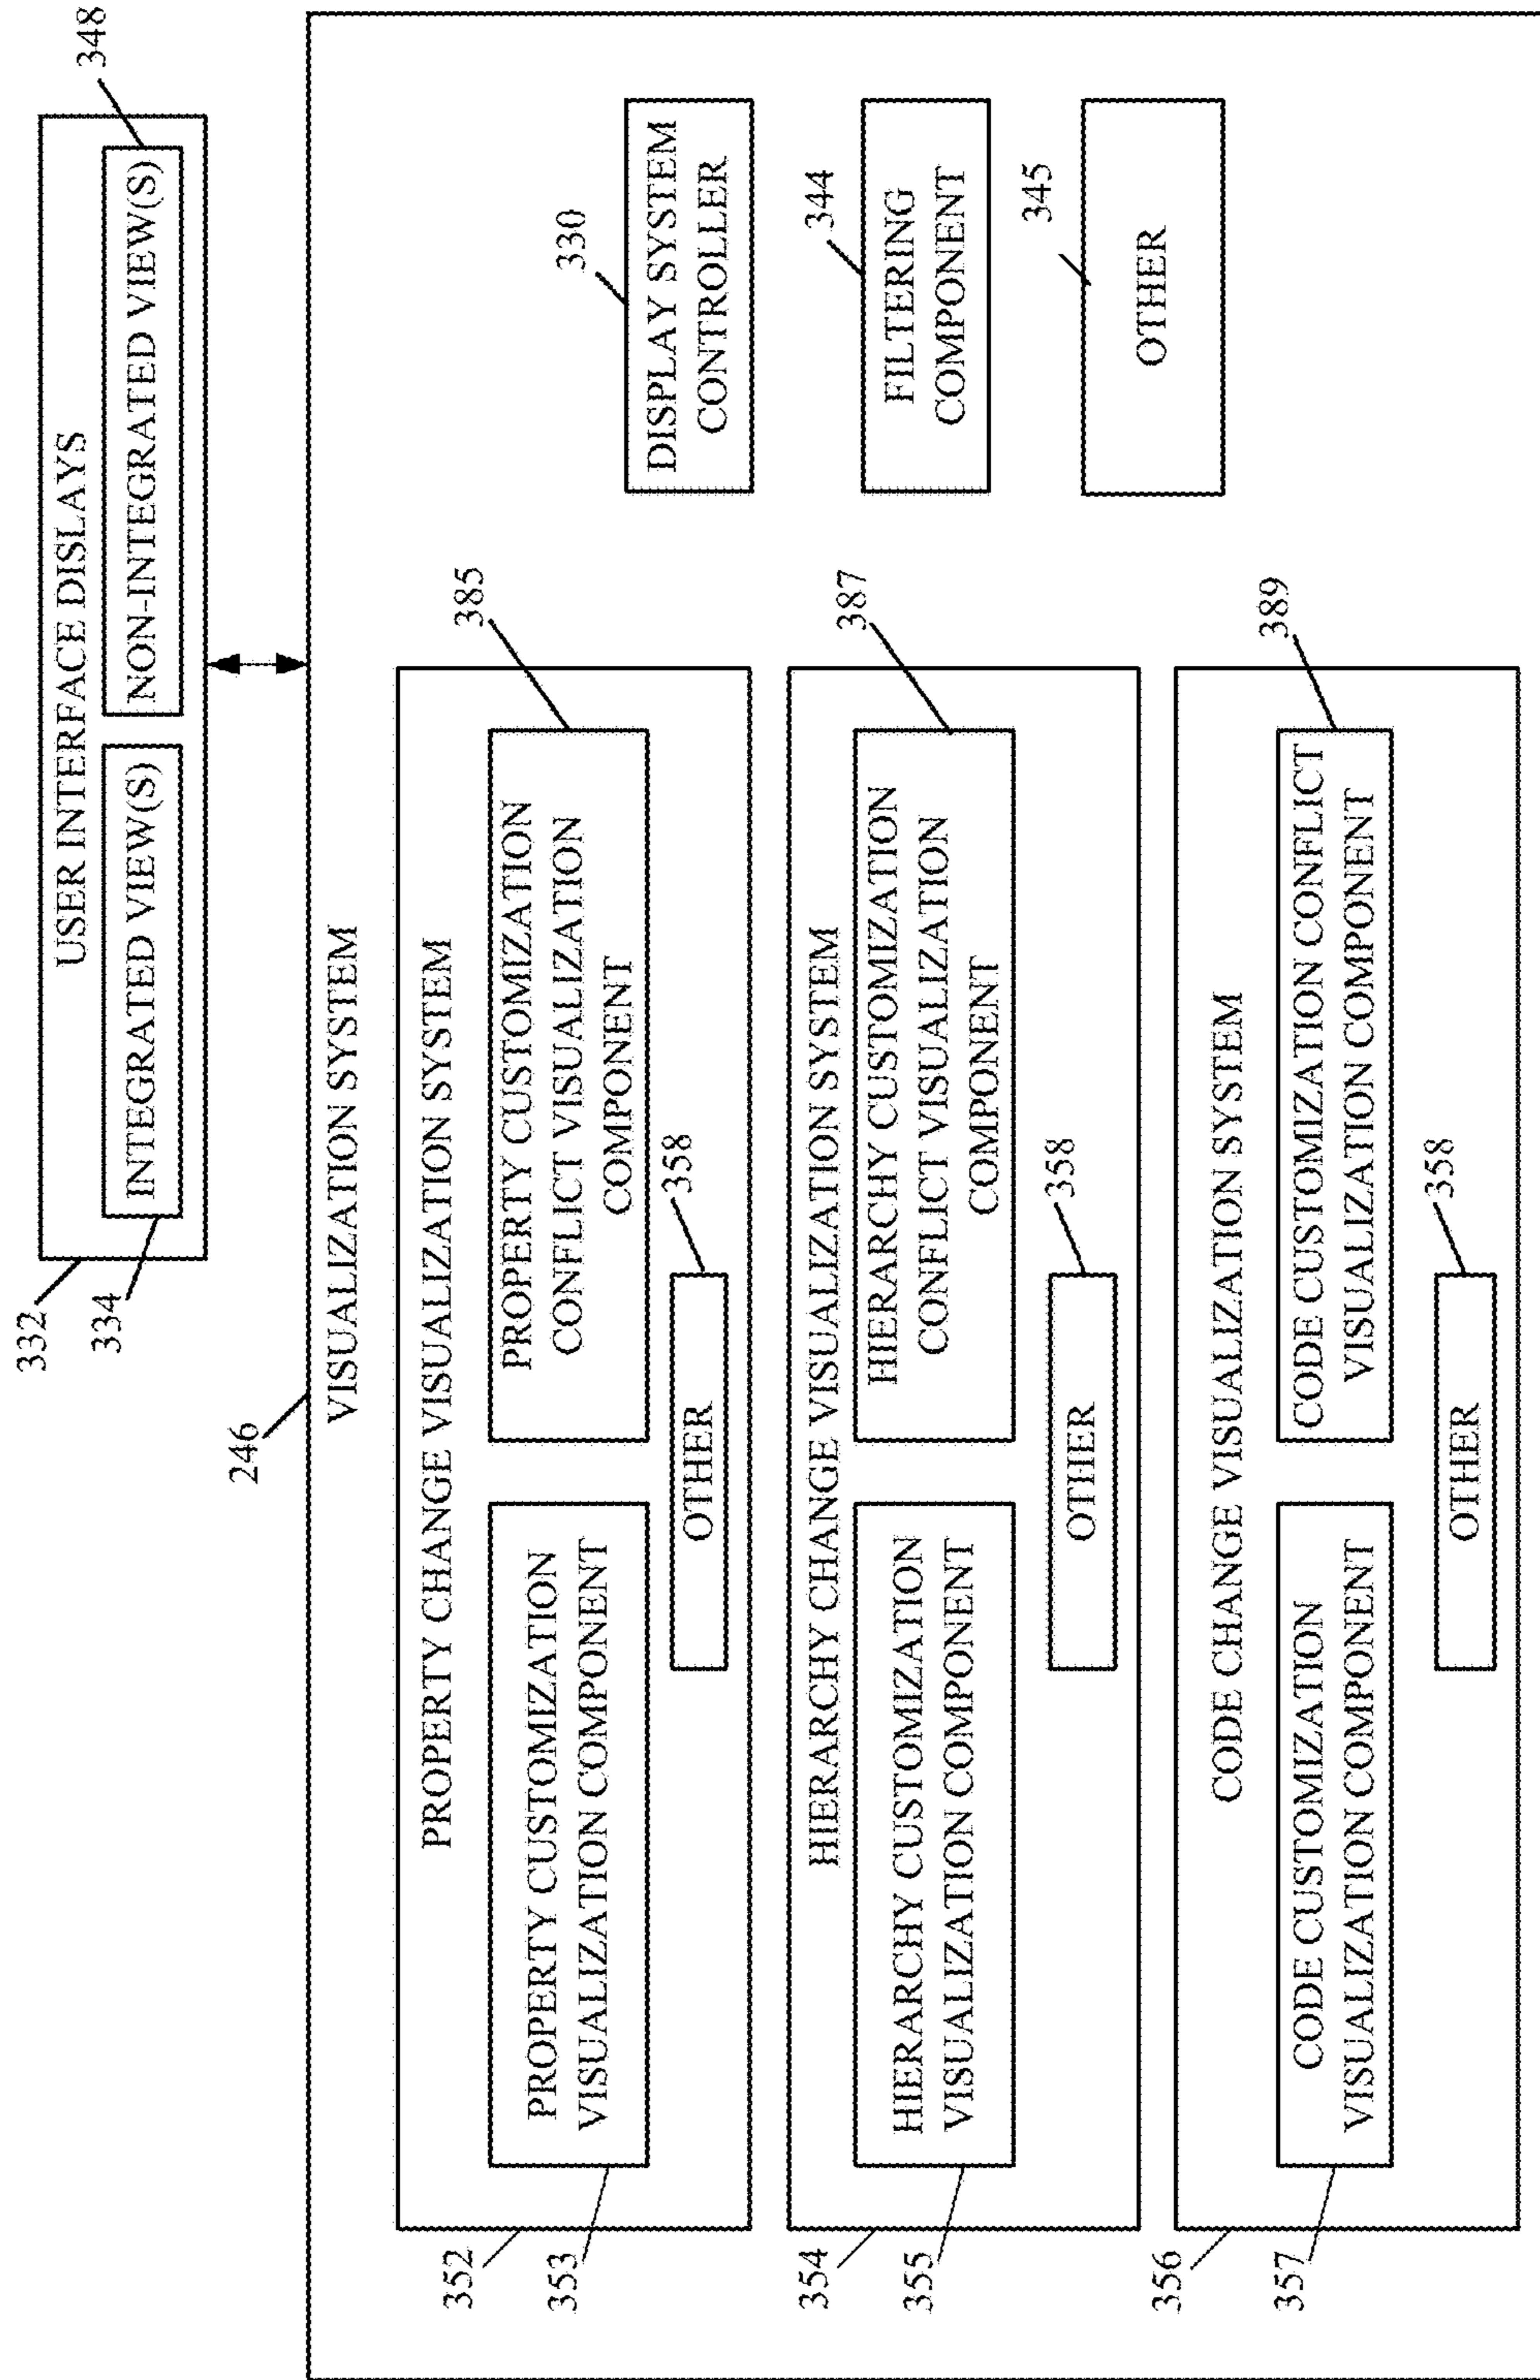 332
334
USER INTERFACE DISPLAYS
INTEGRATED VIEW(S)
NON-INTEGRATED VIEW(S)
348
246
VISUALIZATION SYSTEM
352
353
PROPERTY CHANGE VISUALIZATION SYSTEM
PROPERTY CUSTOMIZATION
VISUALIZATION COMPONENT
PROPERTY CUSTOMIZATION
CONFLICT VISUALIZATION
COMPONENT
385
OTHER
358
354
355
HIERARCHY CHANGE VISUALIZATION SYSTEM
HIERARCHY CUSTOMIZATION
VISUALIZATION COMPONENT
HIERARCHY CUSTOMIZATION
CONFLICT VISUALIZATION
COMPONENT
387
OTHER
358
356
357
CODE CHANGE VISUALIZATION SYSTEM
CODE CUSTOMIZATION
VISUALIZATION COMPONENT
CODE CUSTOMIZATION CONFLICT
VISUALIZATION COMPONENT
389
OTHER
358
330
DISPLAY SYSTEM
CONTROLLER
344
FILTERING
COMPONENT
345
OTHER